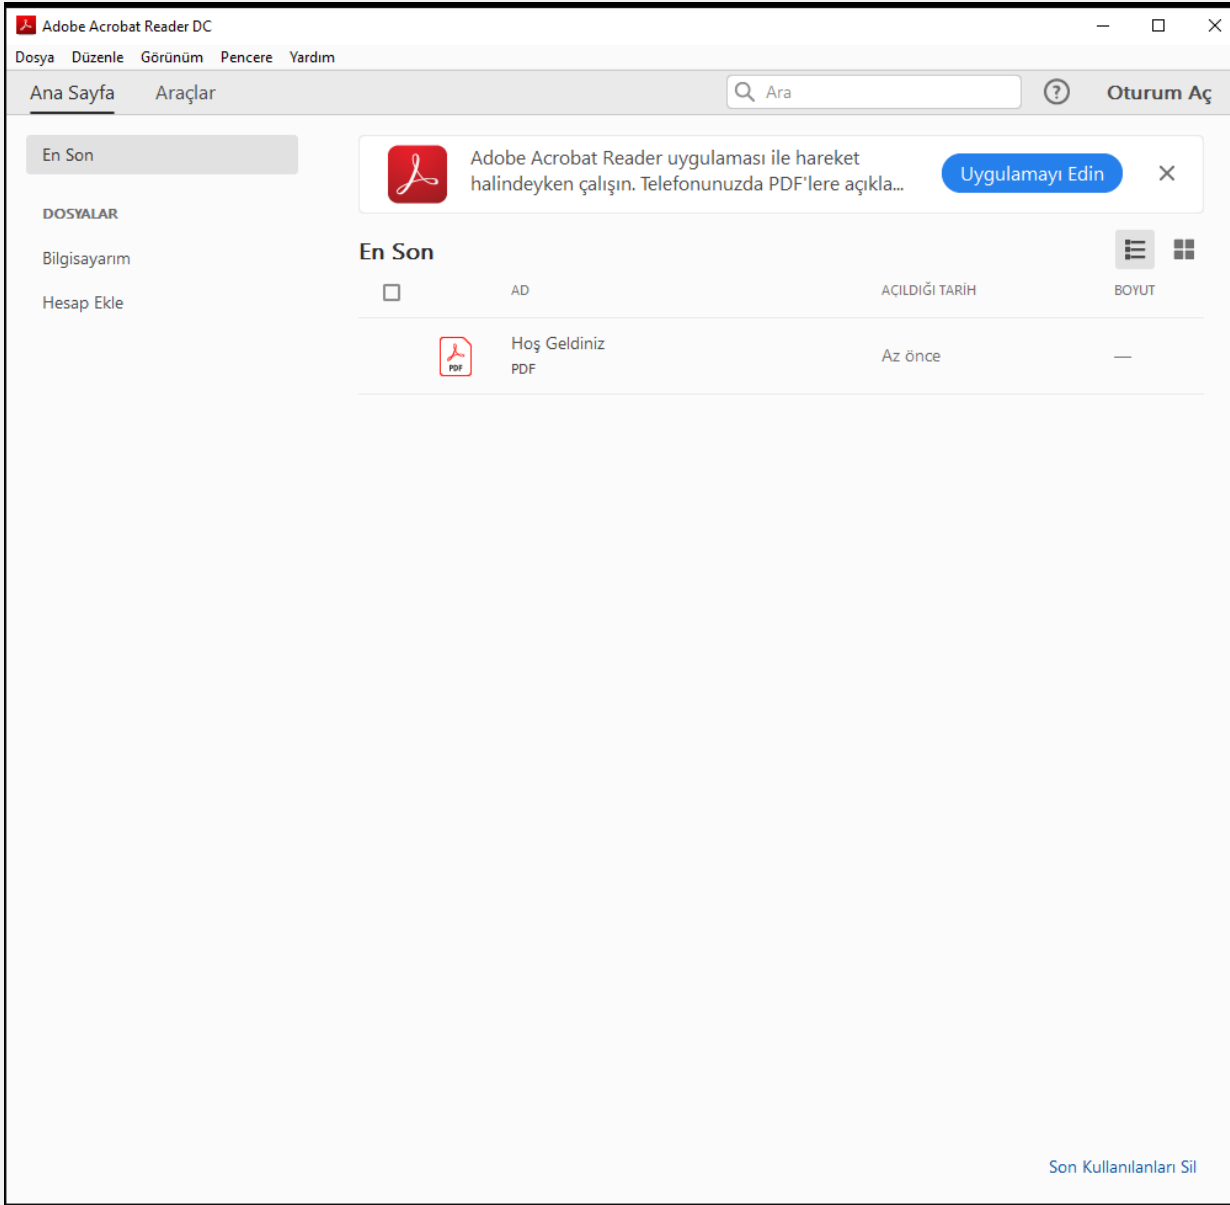 Adobe Acrobat Reader DC
Dosya Düzenle Görünüm Pencere Yardım
Ana Sayfa Araçlar Ara ? Oturum Aç
En Son
DOSYALAR
Bilgisayarım
Hesap Ekle
Adobe Acrobat Reader uygulaması ile hareket
halindeyken çalışın. Telefonunuzda PDF'lere açıkla...
Uygulamayı Edin
En Son
AD AÇILDIĞI TARİH BOYUT
Hoş Geldiniz
PDF
PDF
Az önce —
Son Kullanılanları Sil